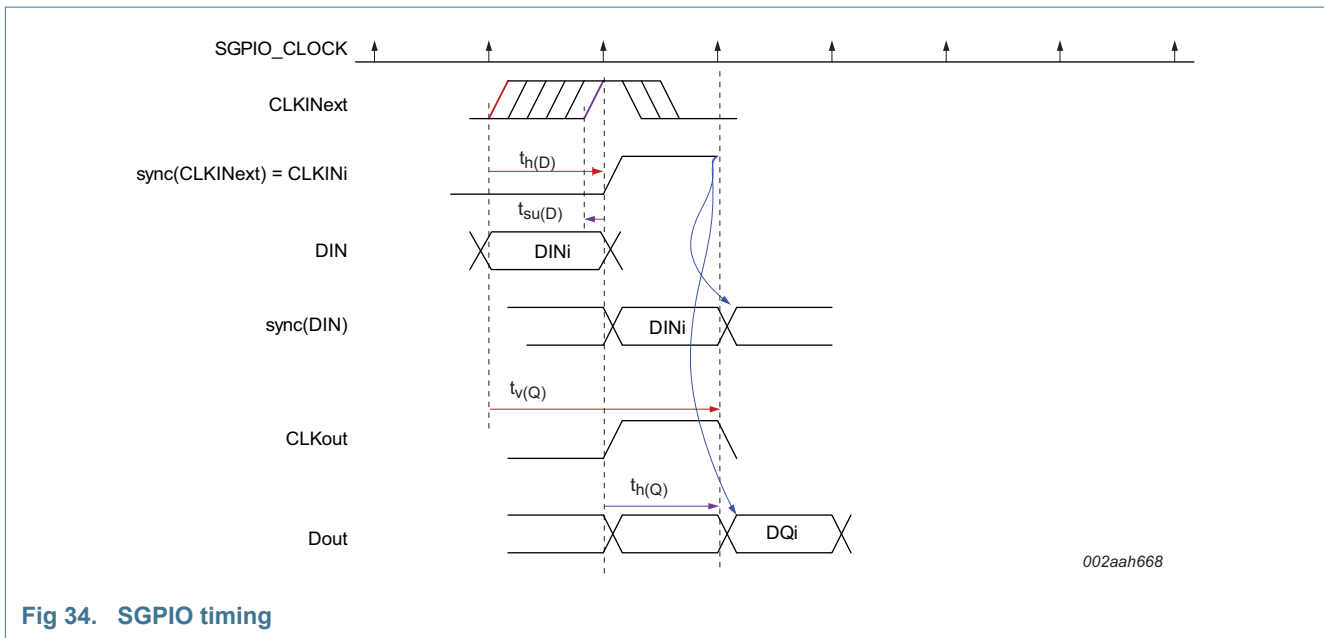 SGPIO_CLOCK
CLKINext
sync(CLKINext) = CLKINi
th(D)
tsu(D)
DIN
DINi
sync(DIN)
DINi
tv(Q)
CLKout
th(Q)
Dout
DQi
002aah668
Fig 34. SGPIO timing